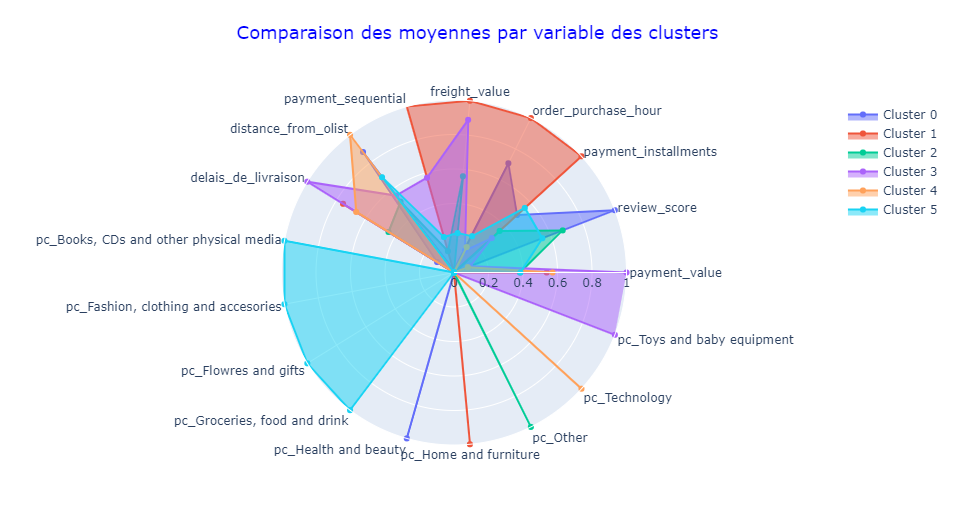 Comparaison des moyennes par variable des clusters
freight_value
payment_sequential
order_purchase_hour
distance_from_olist
payment_installments
delais_de_livraison
review_score
pc_Books, CDs and other physical media
payment_value
0 0.2 0.4 0.6 0.8 1
pc_Fashion, clothing and accesories
pc_Toys and baby equipment
pc_Flowres and gifts
pc_Technology
pc_Groceries, food and drink
pc_Other
pc_Health and beauty
pc_Home and furniture
Cluster 0
Cluster 1
Cluster 2
Cluster 3
Cluster 4
Cluster 5